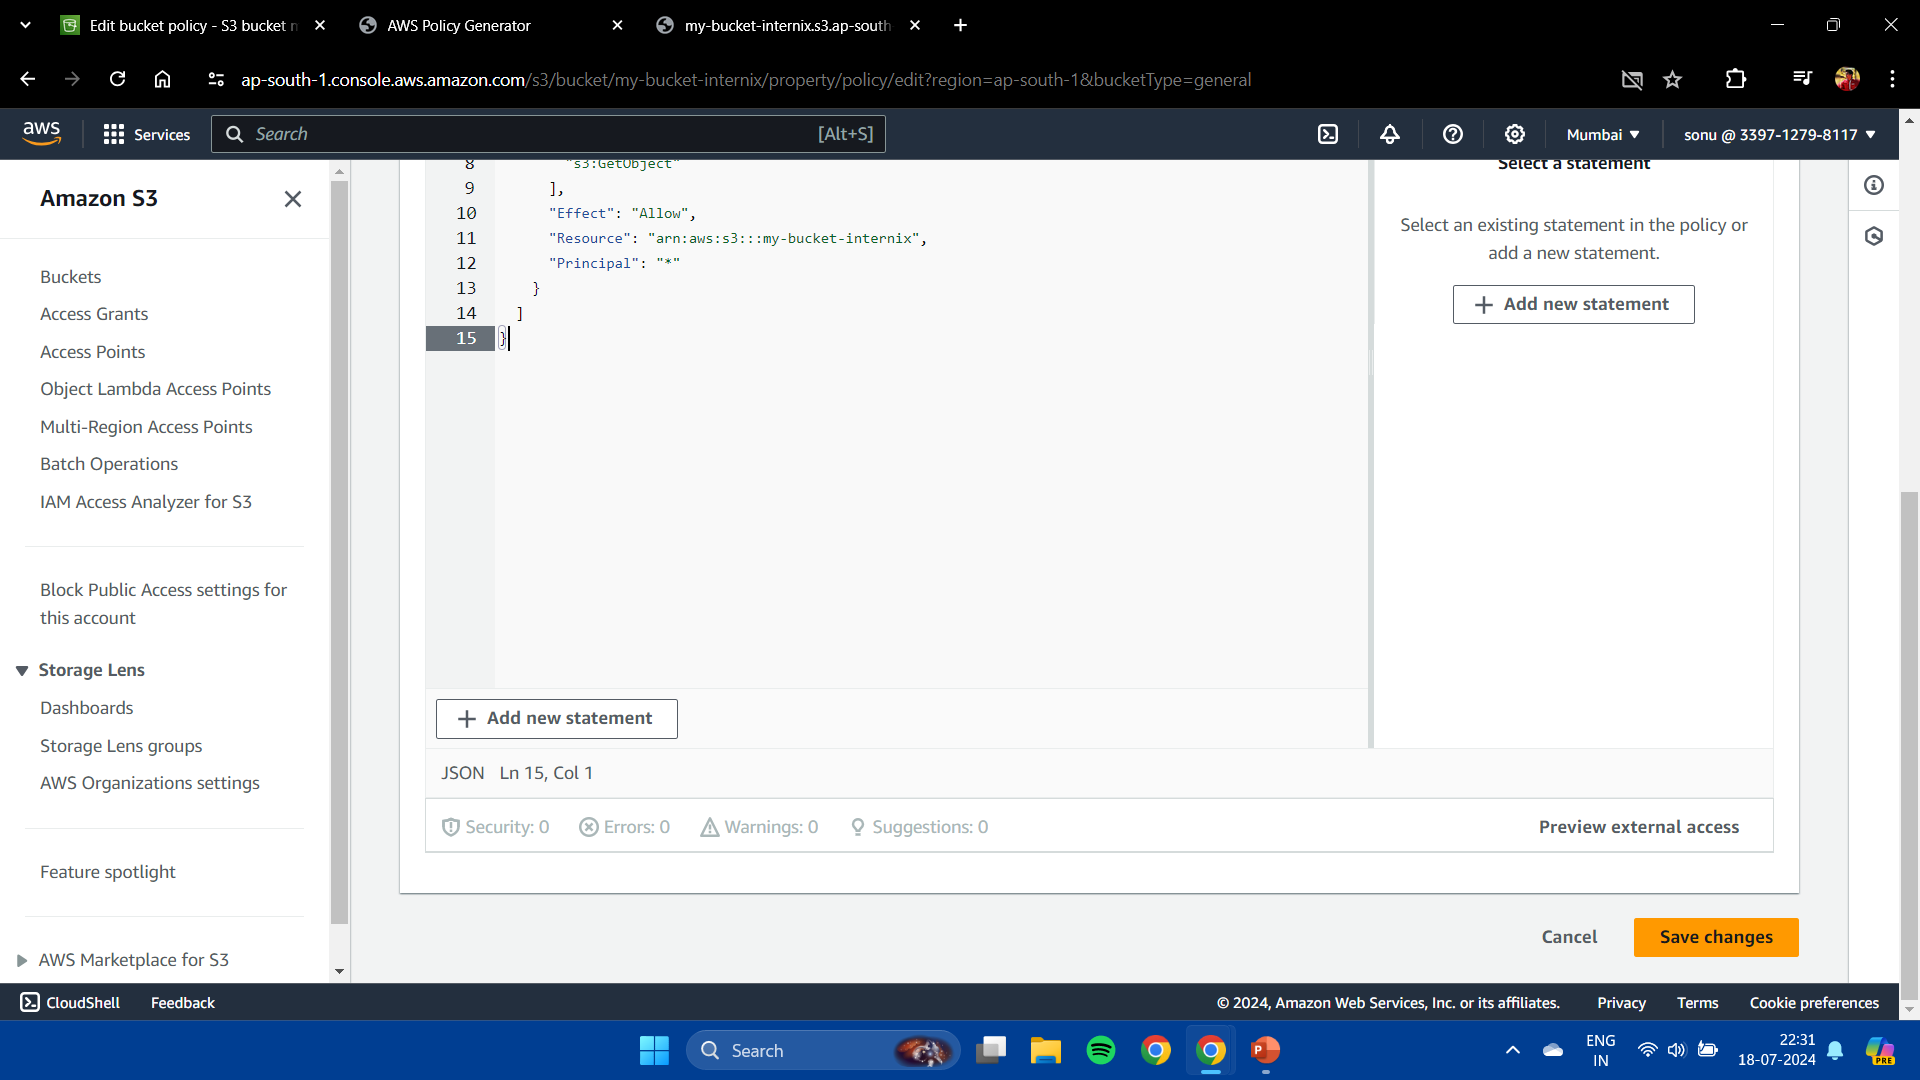 Edit bucket policy - S3 bucket
AWS Policy Generator
my-bucket-internix.s3.ap-south
ap-south-1.console.aws.amazon.com/s3/bucket/my-bucket-internix/property/policy/edit?region=ap-south-1&bucketType=general
aws
Services
Search
[Alt+S]
Mumbai
sonu @ 3397-1279-8117
Amazon S3
Buckets
Access Grants
Access Points
Object Lambda Access Points
Multi-Region Access Points
Batch Operations
IAM Access Analyzer for S3
Block Public Access settings for
this account
Storage Lens
Dashboards
Storage Lens groups
AWS Organizations settings
Feature spotlight
AWS Marketplace for S3
8 "s3:GetObject"
9 ],
10 "Effect": "Allow",
11 "Resource": "arn:aws:s3:::my-bucket-internix",
12 "Principal": "*"
13 }
14 ]
15 }
+ Add new statement
JSON Ln 15, Col 1
Security: 0
Errors: 0
Warnings: 0
Suggestions: 0
Preview external access
Select a statement
Select an existing statement in the policy or
add a new statement.
+ Add new statement
Cancel
Save changes
CloudShell
Feedback
© 2024, Amazon Web Services, Inc. or its affiliates.
Privacy
Terms
Cookie preferences
Search
ENG
IN
22:31
18-07-2024
PRE